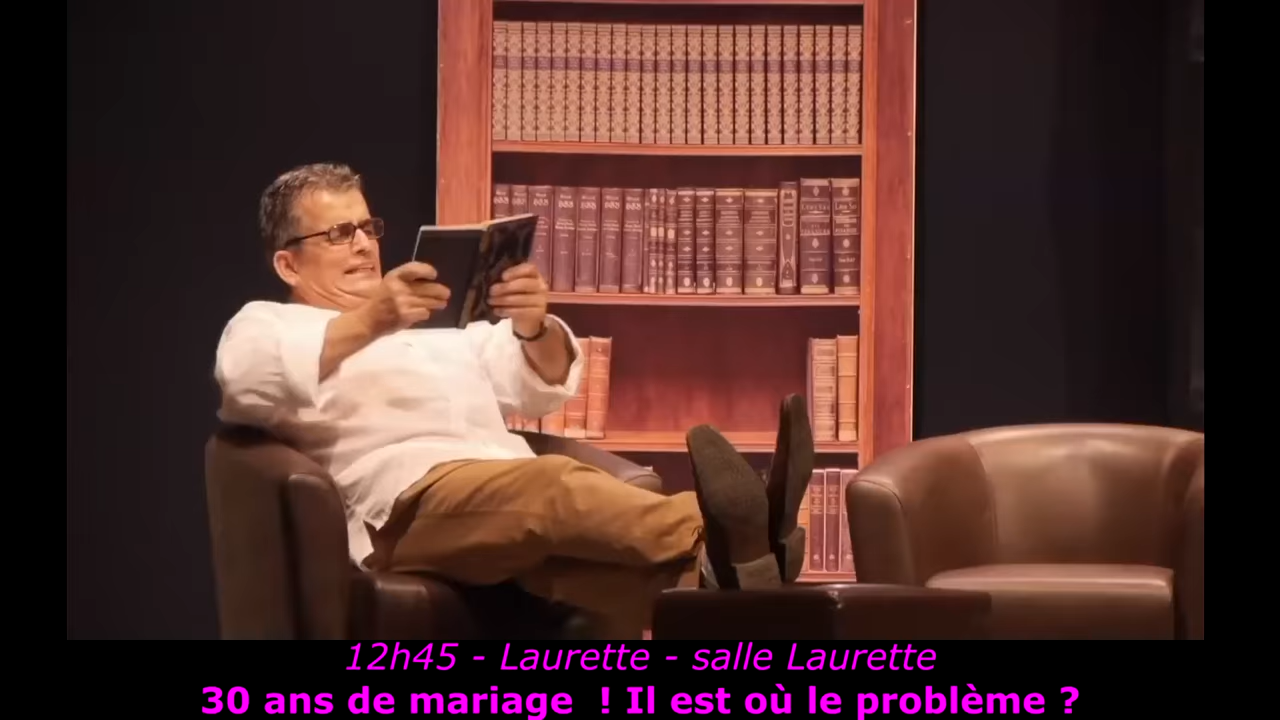 12h45 - Laurette - salle Laurette
30 ans de mariage  ! Il est où le problème ?